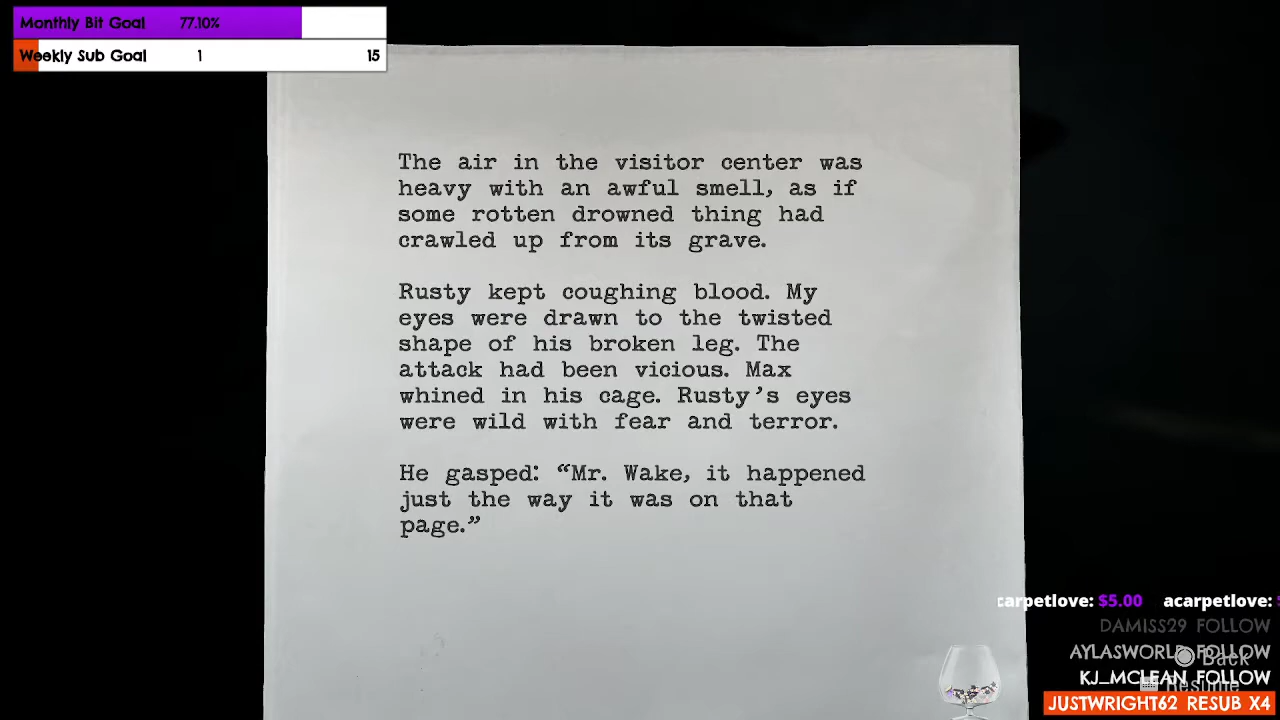 Monthly Bit Goal 77.10%
Weekly Sub Goal 1 15
The air in the visitor center was
heavy with an awful smell, as if
some rotten drowned thing had
crawled up from its grave.
Rusty kept coughing blood. My
eyes were drawn to the twisted
shape of his broken leg. The
attack had been vicious. Max
whined in his cage. Rusty's eyes
were wild with fear and terror.
He gasped: “Mr. Wake, it happened
just the way it was on that
page.”
carpetlove: $5.00 acarpetlove:
DAMISS29 FOLLOW
AYLASWORLD FOLLOW
Back
KJ_MCLEAN FOLLOW
Resume
JUSTWRIGHT62 RESUB X4